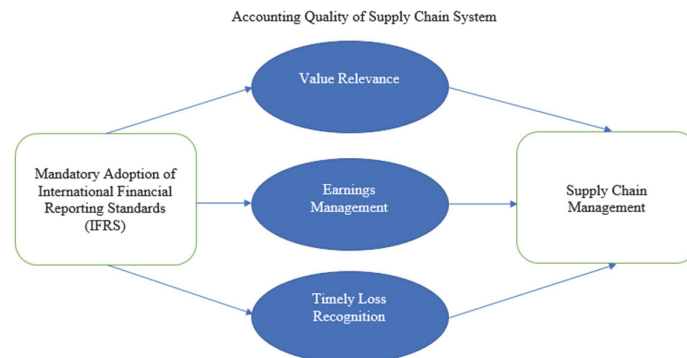 Accounting Quality of Supply Chain System
Value Relevance
Mandatory Adoption of
International Financial
Reporting Standards
(IFRS)
Earnings
Management
Supply Chain
Management
Timely Loss
Recognition